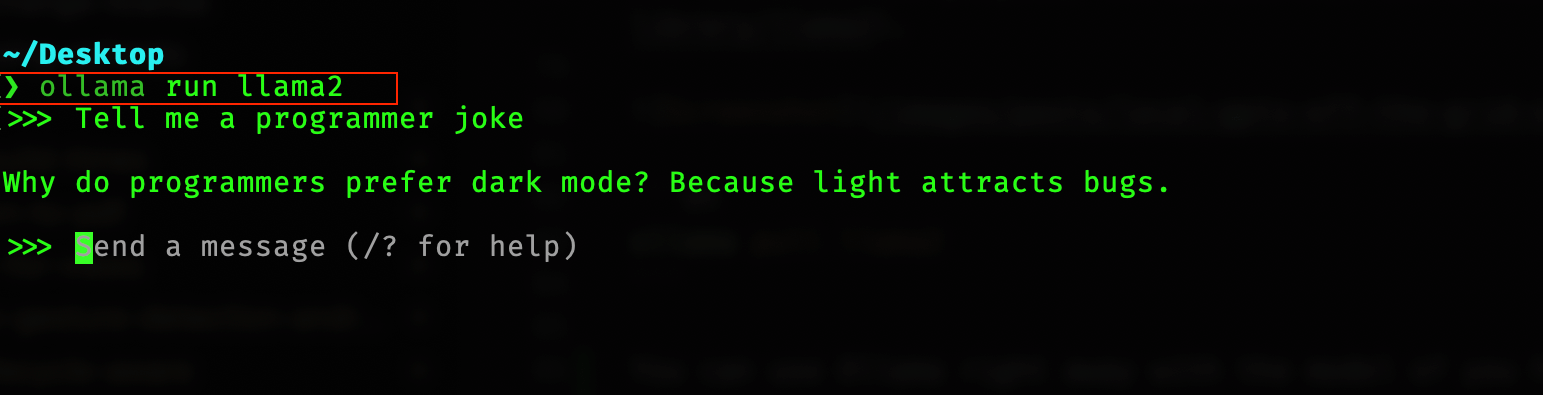 ~/Desktop
❯ ollama run llama2
>>> Tell me a programmer joke
Why do programmers prefer dark mode? Because light attracts bugs.
>>> Send a message (/? for help)